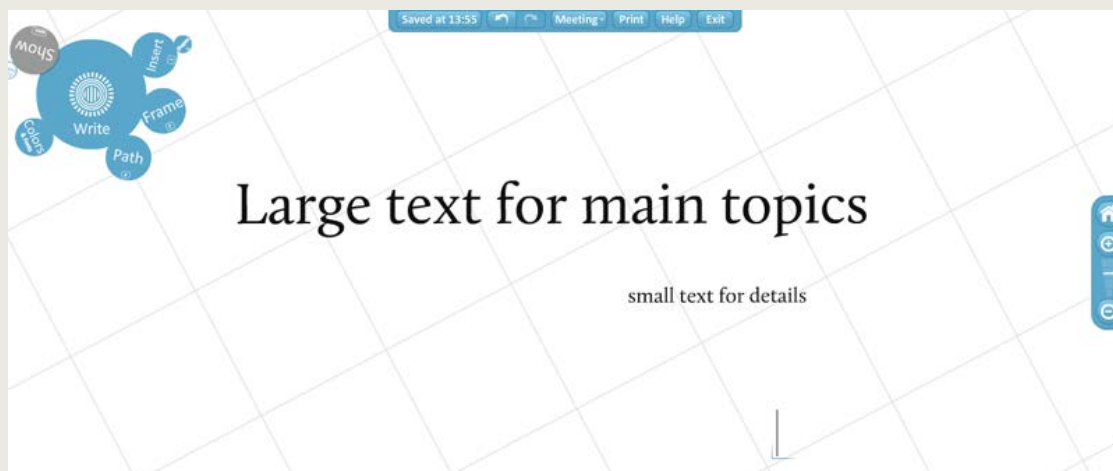 Saved at 13:55 Meeting Print Help Exit
Show
Insert
Write
Frame
Colors
Path
Large text for main topics
small text for details